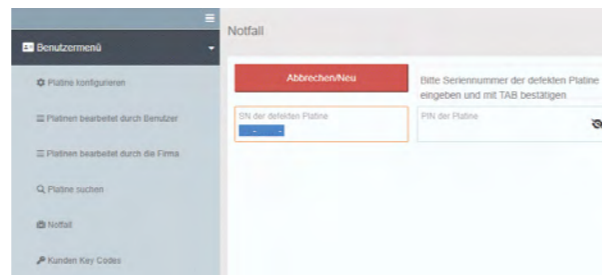 Notfall
Benutzermenü
Platine konfigurieren
Platinen bearbeitet durch Benutzer
Platinen bearbeitet durch die Firma
Platine suchen
Notfall
Kunden Key Codes
Abbrechen/Neu
Bitte Seriennummer der defekten Platine
eingeben und mit TAB bestätigen
SN der defekten Platine
- -
PIN der Platine